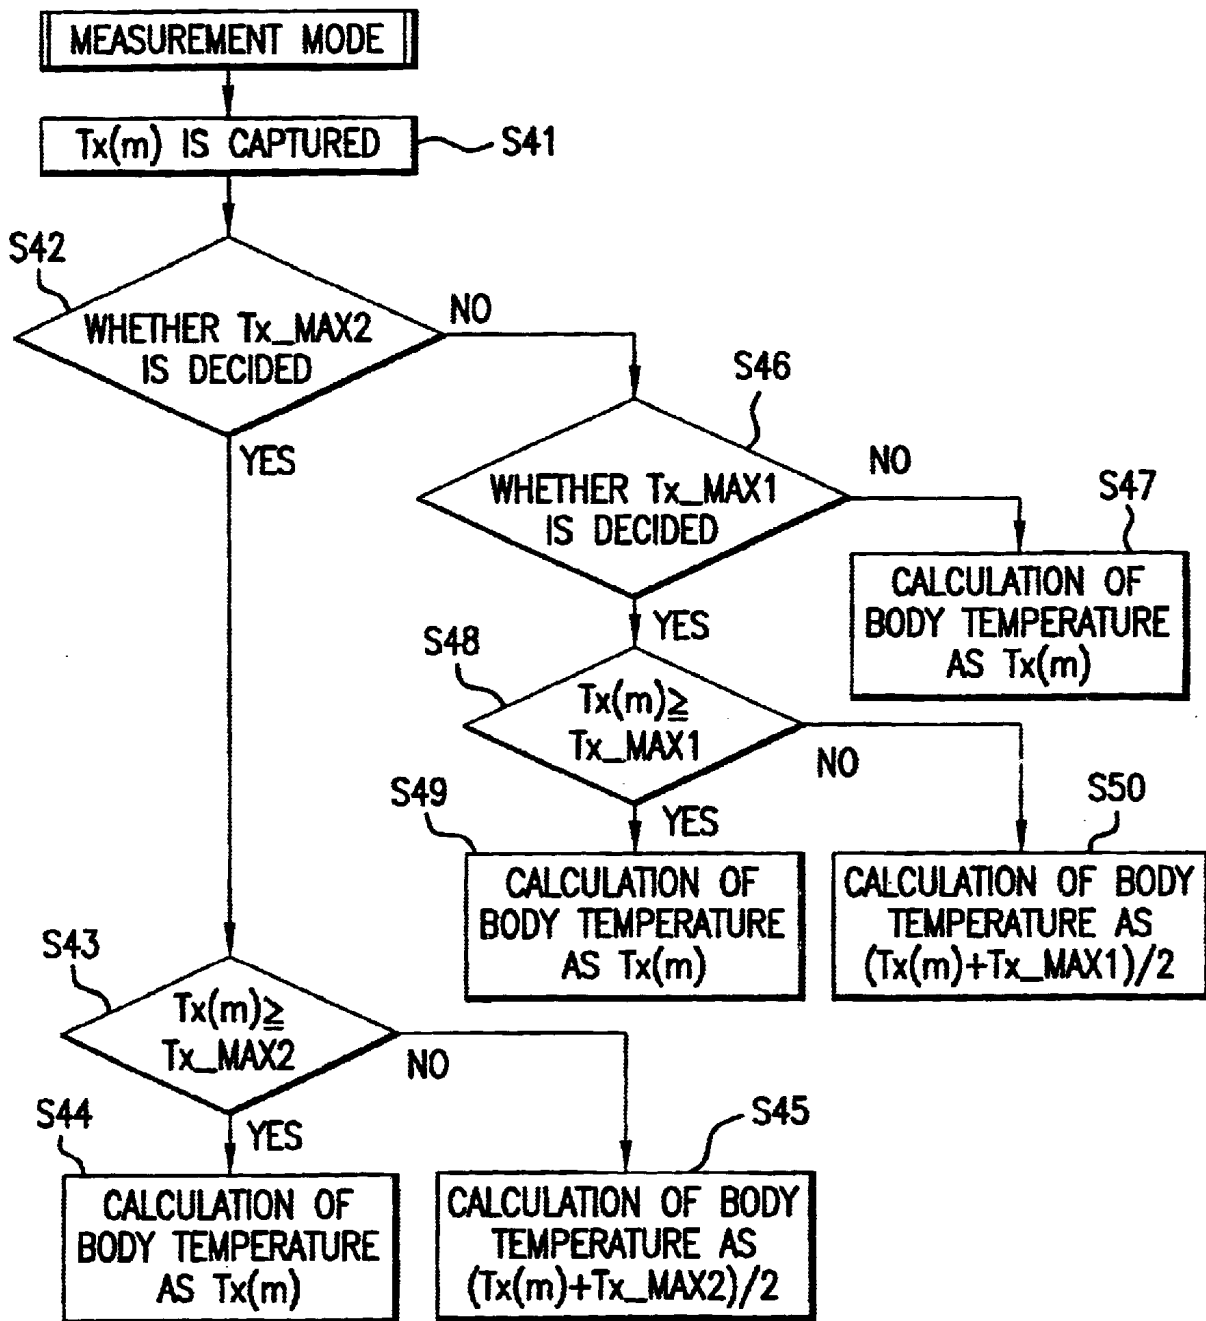 MEASUREMENT MODE
Tx(m) IS CAPTURED
S41
S42
WHETHER Tx_MAX2
IS DECIDED
NO
YES
S46
WHETHER Tx_MAX1
IS DECIDED
NO
YES
S47
CALCULATION OF
BODY TEMPERATURE
AS Tx(m)
S48
Tx(m)≧
Tx_MAX1
NO
YES
S49
CALCULATION OF
BODY TEMPERATURE
AS Tx(m)
S50
CALCULATION OF BODY
TEMPERATURE AS
(Tx(m)+Tx_MAX1)/2
S43
Tx(m)≧
Tx_MAX2
NO
YES
S44
CALCULATION OF
BODY TEMPERATURE
AS Tx(m)
S45
CALCULATION OF BODY
TEMPERATURE AS
(Tx(m)+Tx_MAX2)/2